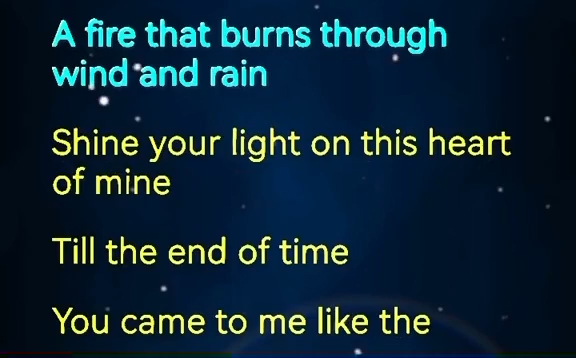 A fire that burns through
wind and rain
Shine your light on this heart
of mine
Till the end of time
You came to me like the